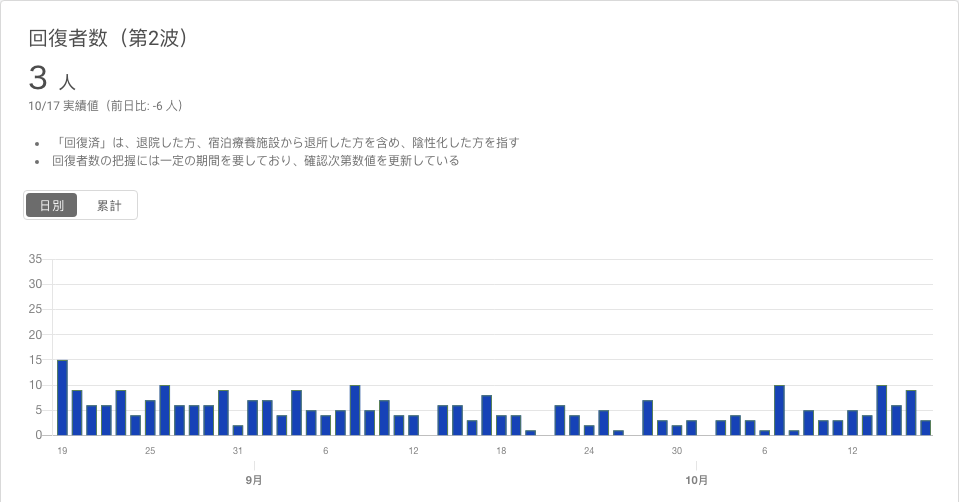 回復者数（第2波）
3 人
10/17 実績値（前日比: -6 人）
• 「回復済」は、退院した方、宿泊療養施設から退所した方を含め、陰性化した方を指す
• 回復者数の把握には一定の期間を要しており、確認次第数値を更新している
日別 累計
35
30
25
20
15
10
5
0
19 25 31 6 12 18 24 30 6 12
9月 10月